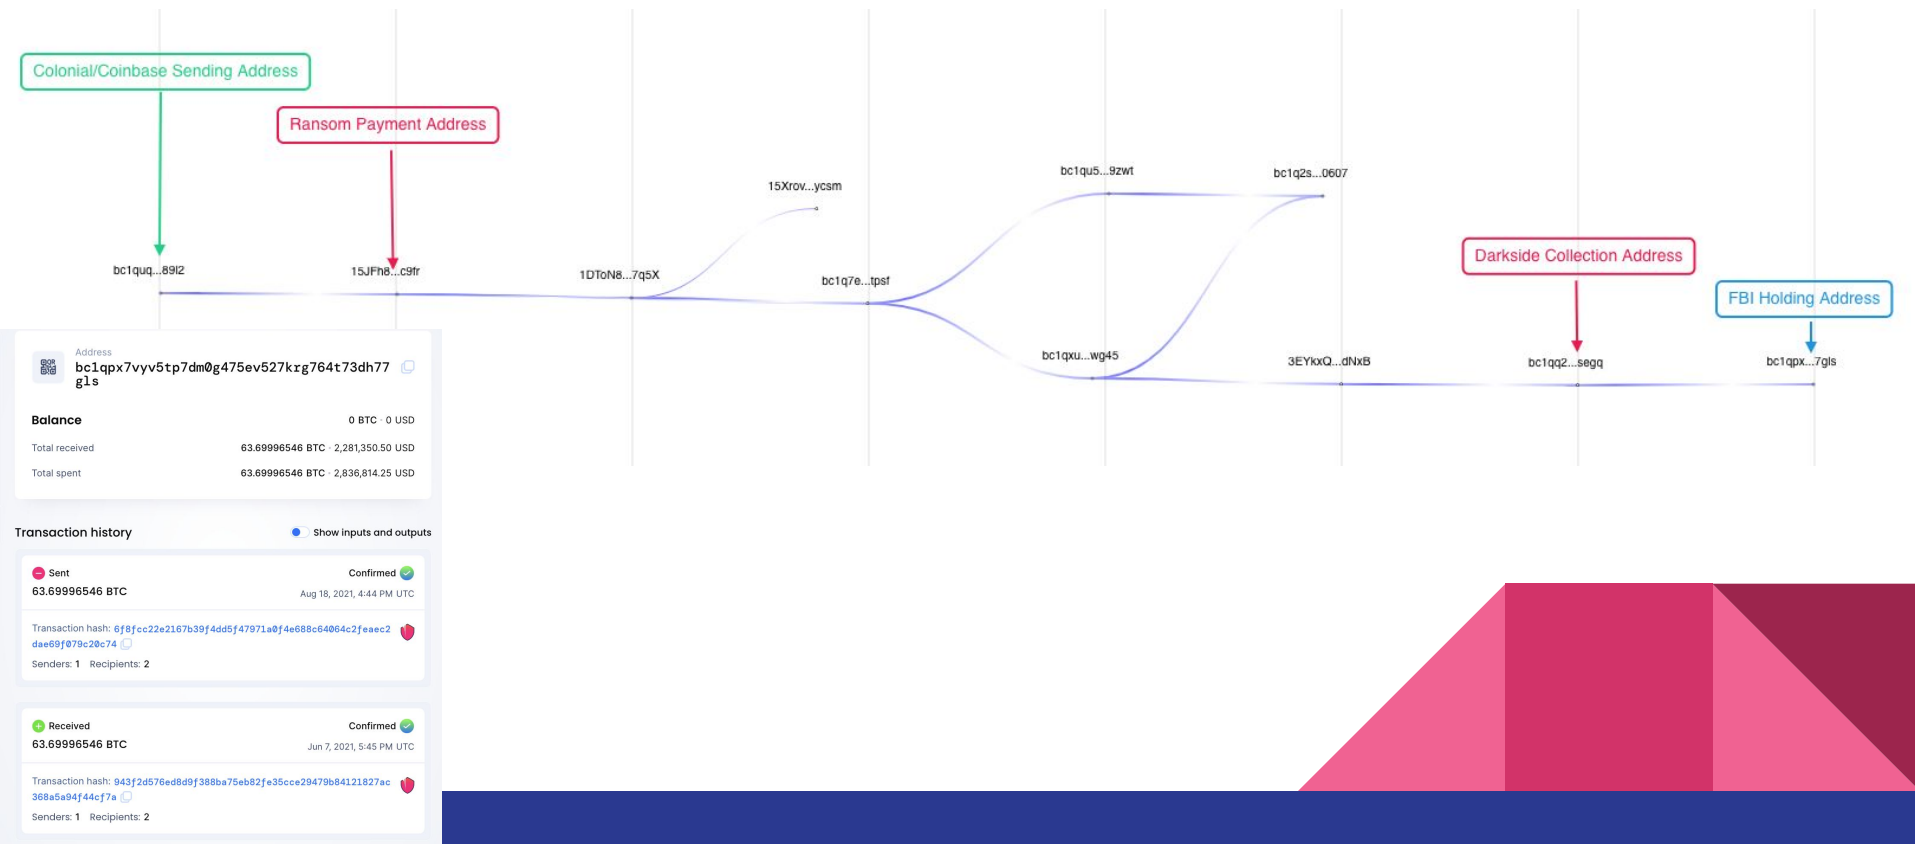 Colonial/Coinbase Sending Address
Ransom Payment Address
15Xrov...ycsm
bc1qu5...9zwt
bc1q2s...0607
Darkside Collection Address
FBI Holding Address
bc1quq...89l2
15JFh8...c9fr
1DToN8...7q5X
bc1q7e...tpsf
bc1qxu...wg45
3EYkxQ...dNxB
bc1qq2...segq
bc1qpx...7gls
Address
bc1qpx7vyv5tp7dm0g475ev527krg764t73dh77
gls
Balance 0 BTC · 0 USD
Total received 63.69996546 BTC · 2,281,350.50 USD
Total spent 63.69996546 BTC · 2,836,814.25 USD
Transaction history Show inputs and outputs
Sent Confirmed
63.69996546 BTC Aug 18, 2021, 4:44 PM UTC
Transaction hash: 6f8fcc22e2167b39f4dd5f47971a0f4e688c64064c2feaec2
dae69f079c20c74
Senders: 1 Recipients: 2
Received Confirmed
63.69996546 BTC Jun 7, 2021, 5:45 PM UTC
Transaction hash: 943f2d576ed8d9f388ba75eb82fe35cce29479b84121827ac
368a5a94f44cf7a
Senders: 1 Recipients: 2